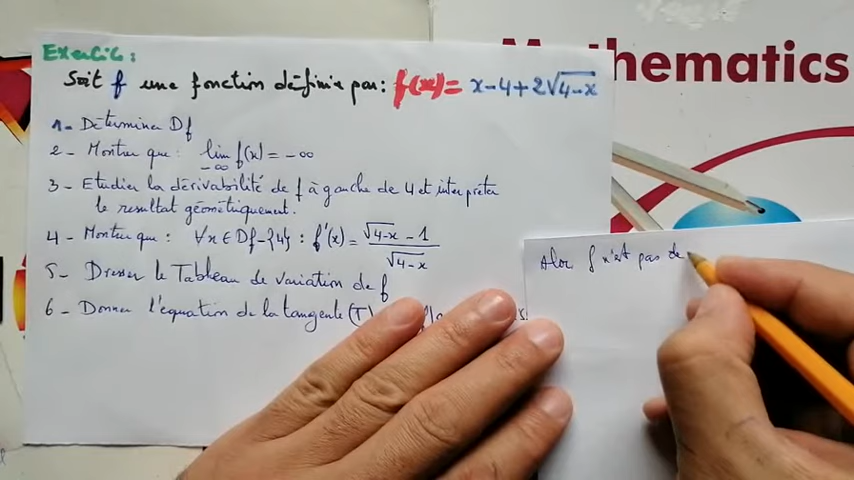 Mathematics
Exercice:
Soit f une fonction définie par: f(x) = x-4+2√4-x
1- Déterminer Df
2- Montrer que: lim f(x) = -∞
-∞
3- Etudier la dérivabilité de f à gauche de 4 et interpréter
le resultat géométriquement.
4- Montrer que: ∀x ∈ Df-{4} : f'(x) = √4-x - 1 / √4-x
5- Dresser le Tableau de variation de f
6- Donner l'équation de la tangente (T)
Alor f n'est pas de